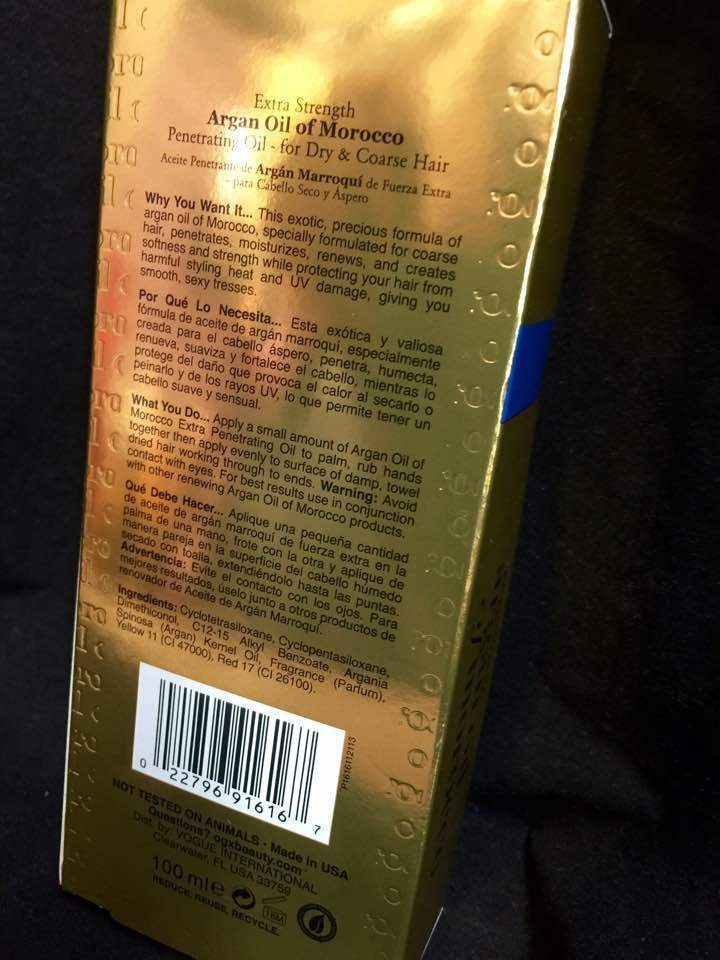 Extra Strength
Argan Oil of Morocco
Penetrating Oil - for Dry & Coarse Hair
Aceite Penetrante de Argán Marroquí de Fuerza Extra
- para Cabello Seco y Áspero
Why You Want It... This exotic, precious formula of
argan oil of Morocco, specially formulated for coarse
hair, penetrates, moisturizes, renews, and creates
softness and strength while protecting your hair from
harmful styling heat and UV damage, giving you
smooth, sexy tresses.
Por Qué Lo Necesita... Esta exótica y valiosa
fórmula de aceite de argán marroquí, especialmente
creada para el cabello áspero, penetra, humecta,
renueva, suaviza y fortalece el cabello, mientras lo
protege del daño que provoca el calor al secarlo o
peinarlo y de los rayos UV, lo que permite tener un
cabello suave y sensual.
What You Do... Apply a small amount of Argan Oil of
Morocco Extra Penetrating Oil to palm, rub hands
together then apply evenly to surface of damp, towel
dried hair working through to ends. Warning: Avoid
contact with eyes. For best results use in conjunction
with other renewing Argan Oil of Morocco products.
Qué Debe Hacer... Aplique una pequeña cantidad
de aceite de argán marroquí de fuerza extra en la
palma de una mano, frote con la otra y aplique de
manera pareja en la superficie del cabello húmedo
secado con toalla, extendiéndolo hasta las puntas.
Advertencia: Evite el contacto con los ojos. Para
mejores resultados, úselo junto a otros productos de
renovador de Aceite de Argán Marroquí.
Ingredients: Cyclotetrasiloxane, Cyclopentasiloxane,
Dimethiconol, C12-15 Alkyl Benzoate, Argania
Spinosa (Argan) Kernel Oil, Fragrance (Parfum),
Yellow 11 (CI 47000), Red 17 (CI 26100).
0 22796 91616 7
P1616112113
NOT TESTED ON ANIMALS · Made in USA
Questions? ogxbeauty.com
Dist. by: VOGUE INTERNATIONAL
Clearwater, FL USA 33759
100 ml e
18M
REDUCE, REUSE, RECYCLE.